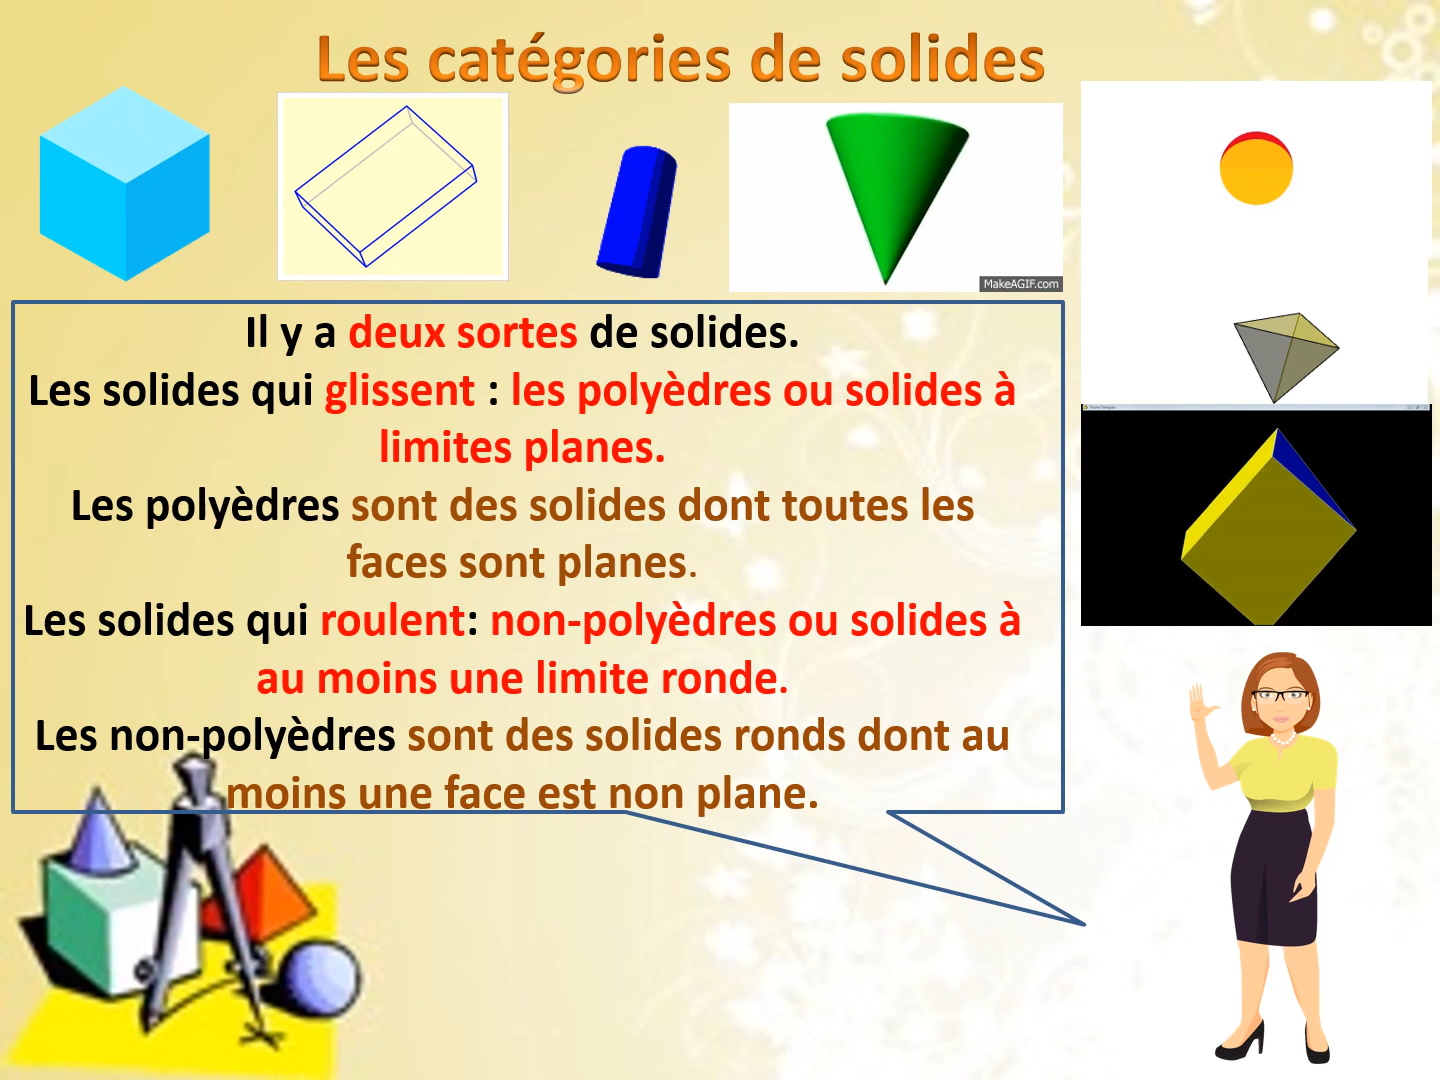 Les catégories de solides
MakeAGIF.com
Il y a deux sortes de solides.
Les solides qui glissent : les polyèdres ou solides à
limites planes.
Les polyèdres sont des solides dont toutes les
faces sont planes.
Les solides qui roulent: non-polyèdres ou solides à
au moins une limite ronde.
Les non-polyèdres sont des solides ronds dont au
moins une face est non plane.